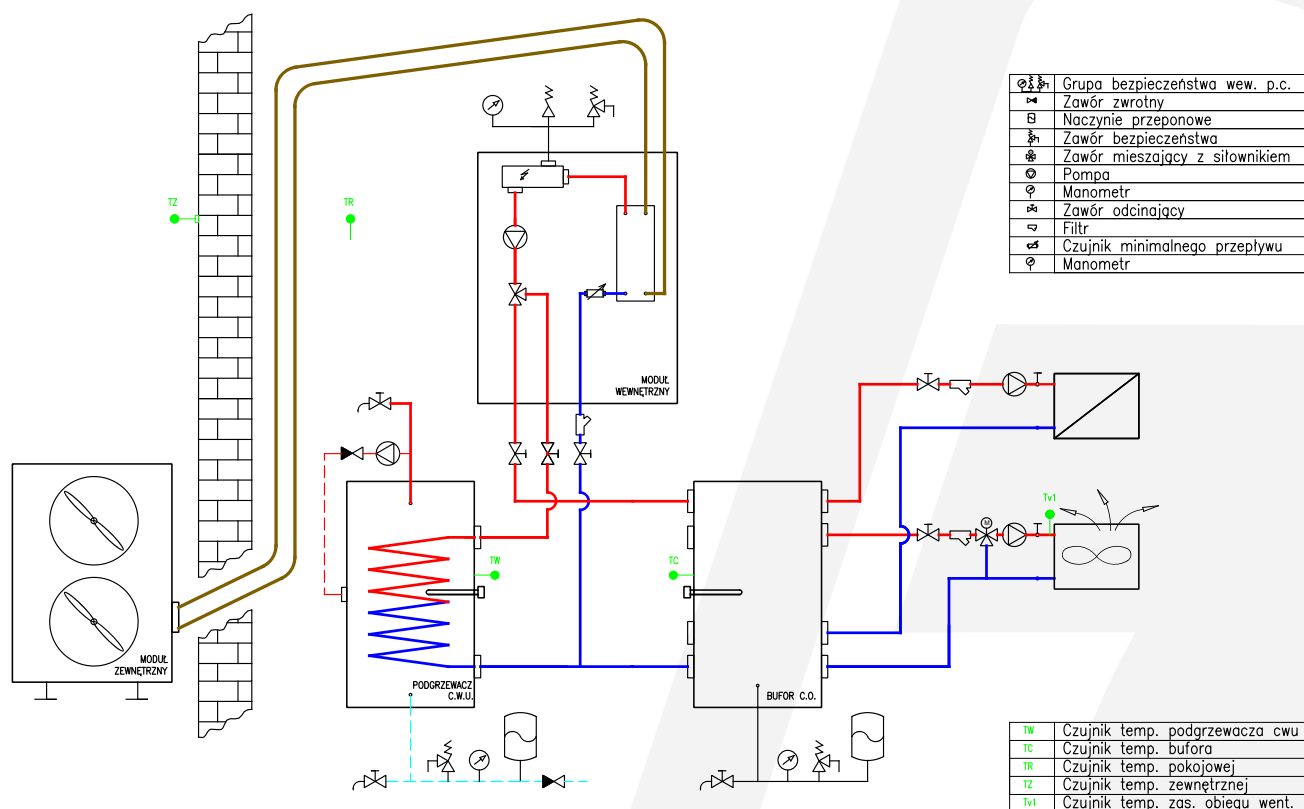 Grupa bezpieczeństwa wew. p.c.
Zawór zwrotny
Naczynie przeponowe
Zawór bezpieczeństwa
Zawór mieszający z siłownikiem
Pompa
Manometr
Zawór odcinający
Filtr
Czujnik minimalnego przepływu
Manometr
TZ
TR
MODUŁ
WEWNĘTRZNY
Tv1
M
TW
TC
MODUŁ
ZEWNĘTRZNY
PODGRZEWACZ
C.W.U.
BUFOR C.O.
TW Czujnik temp. podgrzewacza cwu
TC Czujnik temp. bufora
TR Czujnik temp. pokojowej
TZ Czujnik temp. zewnętrznej
Tv1 Czujnik temp. zas. obiegu went.